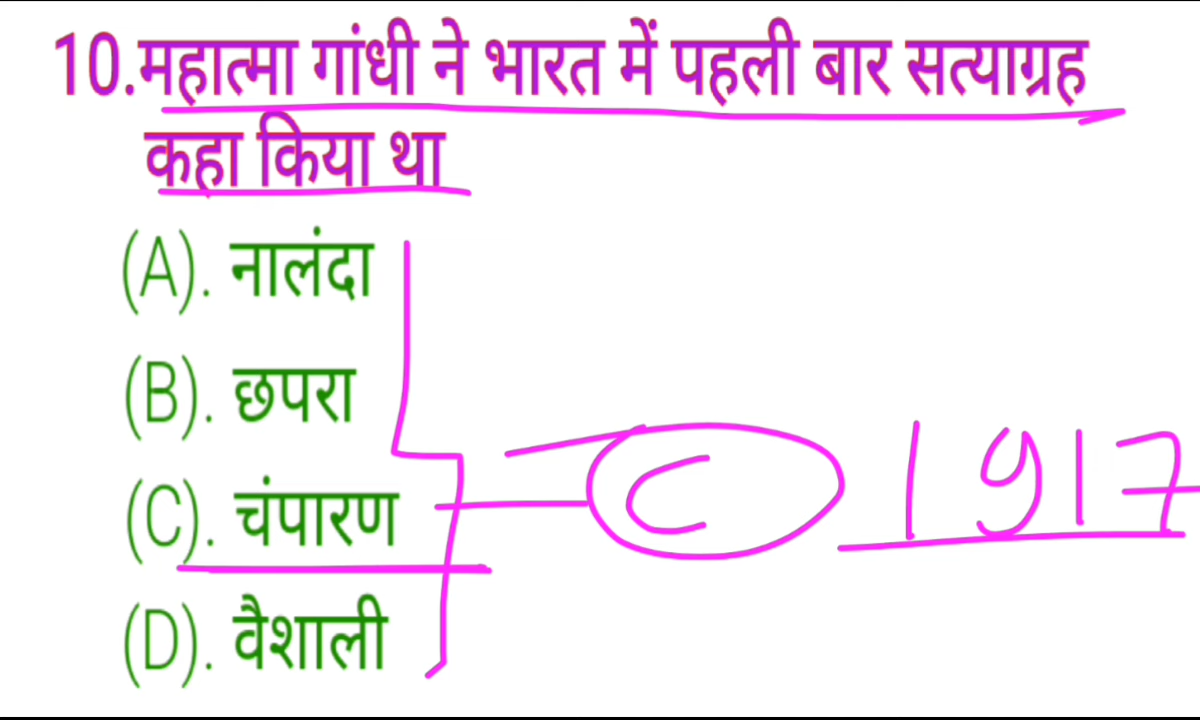 10.महात्मा गांधी ने भारत में पहली बार सत्याग्रह
कहा किया था
(A). नालंदा
(B). छपरा
(C). चंपारण
C 1917
(D). वैशाली